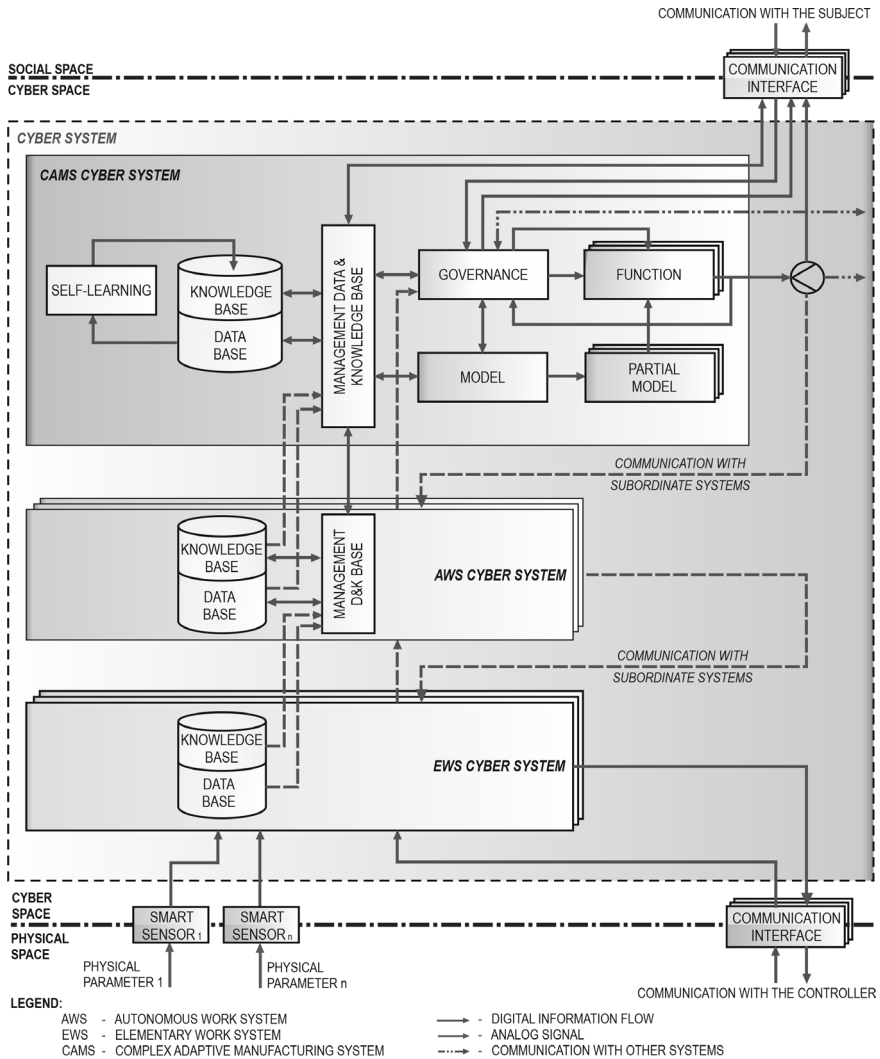 COMMUNICATION WITH THE SUBJECT
SOCIAL SPACE
CYBER SPACE
COMMUNICATION
INTERFACE
CYBER SYSTEM
CAMS CYBER SYSTEM
SELF-LEARNING
KNOWLEDGE
BASE
DATA
BASE
MANAGEMENT DATA &
KNOWLEDGE BASE
GOVERNANCE
FUNCTION
MODEL
PARTIAL
MODEL
COMMUNICATION WITH
SUBORDINATE SYSTEMS
KNOWLEDGE
BASE
DATA
BASE
MANAGEMENT
D&K BASE
AWS CYBER SYSTEM
COMMUNICATION WITH
SUBORDINATE SYSTEMS
KNOWLEDGE
BASE
DATA
BASE
EWS CYBER SYSTEM
CYBER
SPACE
PHYSICAL
SPACE
SMART
SENSOR 1
SMART
SENSOR n
COMMUNICATION
INTERFACE
PHYSICAL
PARAMETER 1
PHYSICAL
PARAMETER n
COMMUNICATION WITH THE CONTROLLER
LEGEND:
AWS - AUTONOMOUS WORK SYSTEM
EWS - ELEMENTARY WORK SYSTEM
CAMS - COMPLEX ADAPTIVE MANUFACTURING SYSTEM
- DIGITAL INFORMATION FLOW
- ANALOG SIGNAL
- COMMUNICATION WITH OTHER SYSTEMS